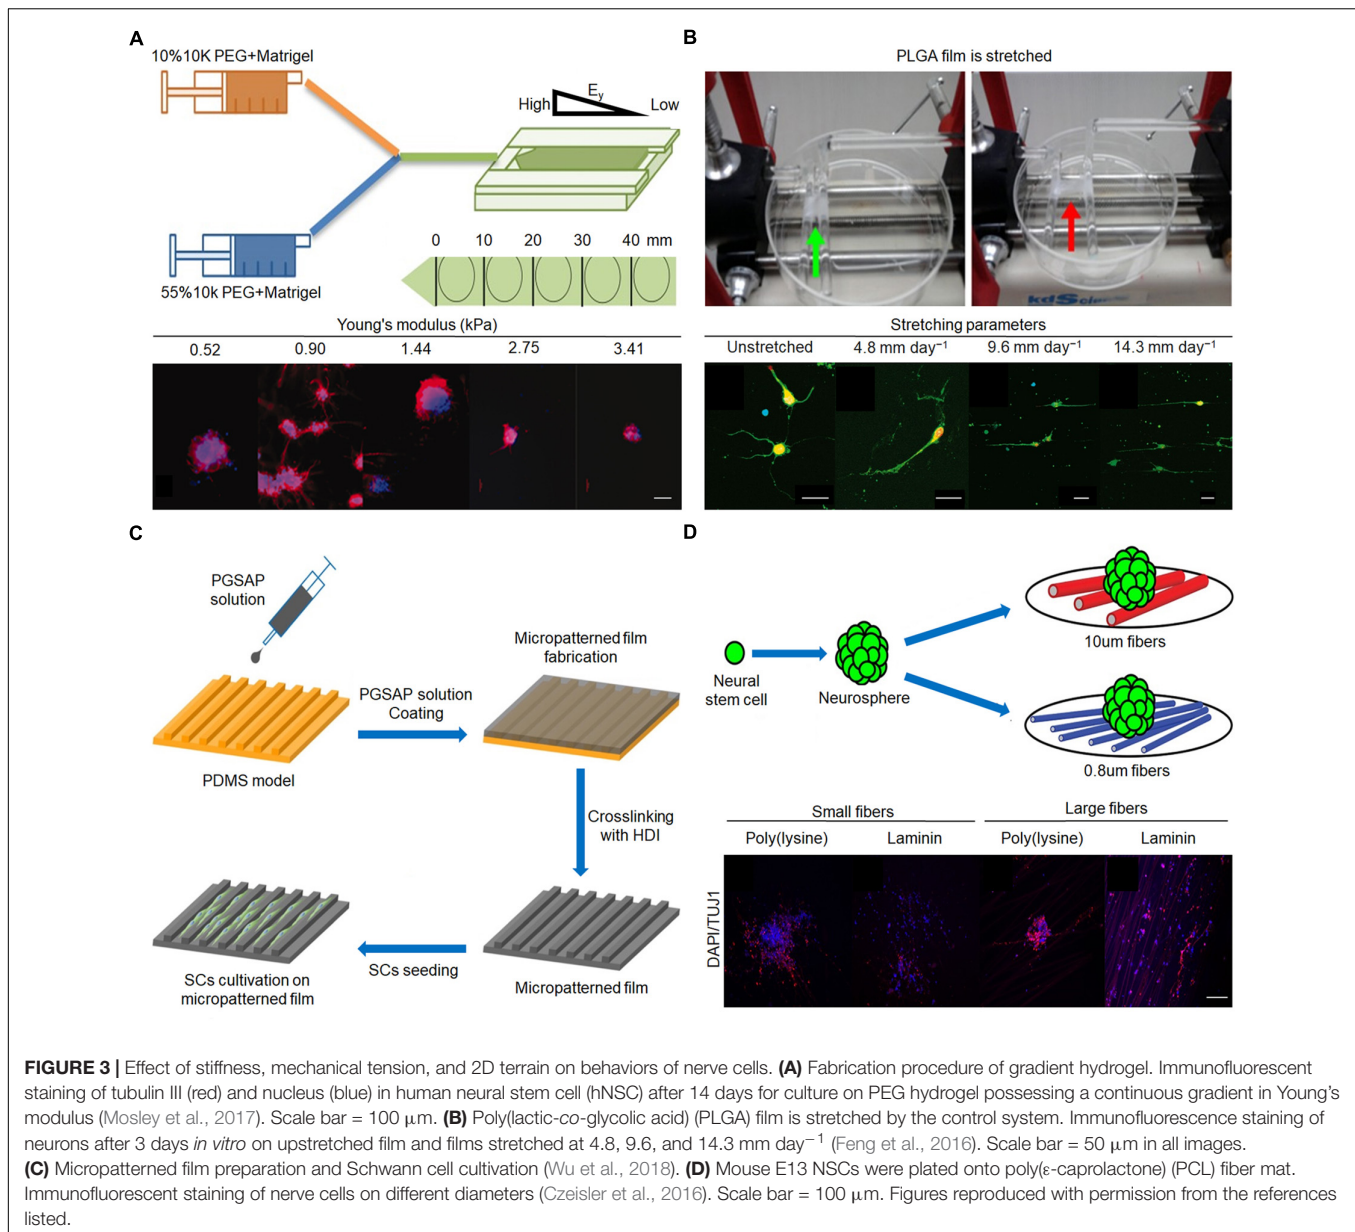 A
10%10K PEG+Matrigel
High
E_y
Low
55%10k PEG+Matrigel
0 10 20 30 40 mm
Young's modulus (kPa)
0.52 0.90 1.44 2.75 3.41
B
PLGA film is stretched
kdScien
Stretching parameters
Unstretched 4.8 mm day⁻¹ 9.6 mm day⁻¹ 14.3 mm day⁻¹
C
PGSAP
solution
PDMS model
PGSAP solution
Coating
Micropatterned film
fabrication
Crosslinking
with HDI
Micropatterned film
SCs seeding
SCs cultivation on
micropatterned film
D
Neural
stem cell
Neurosphere
10um fibers
0.8um fibers
Small fibers Large fibers
Poly(lysine) Laminin Poly(lysine) Laminin
DAPI/TUJ1
FIGURE 3 | Effect of stiffness, mechanical tension, and 2D terrain on behaviors of nerve cells. (A) Fabrication procedure of gradient hydrogel. Immunofluorescent
staining of tubulin III (red) and nucleus (blue) in human neural stem cell (hNSC) after 14 days for culture on PEG hydrogel possessing a continuous gradient in Young's
modulus (Mosley et al., 2017). Scale bar = 100 μm. (B) Poly(lactic-co-glycolic acid) (PLGA) film is stretched by the control system. Immunofluorescence staining of
neurons after 3 days in vitro on upstretched film and films stretched at 4.8, 9.6, and 14.3 mm day⁻¹ (Feng et al., 2016). Scale bar = 50 μm in all images.
(C) Micropatterned film preparation and Schwann cell cultivation (Wu et al., 2018). (D) Mouse E13 NSCs were plated onto poly(ε-caprolactone) (PCL) fiber mat.
Immunofluorescent staining of nerve cells on different diameters (Czeisler et al., 2016). Scale bar = 100 μm. Figures reproduced with permission from the references
listed.